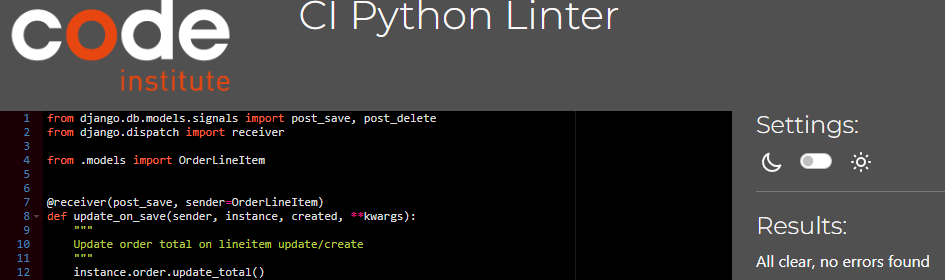 code
institute
CI Python Linter
1 from django.db.models.signals import post_save, post_delete
2 from django.dispatch import receiver
3
4 from .models import OrderLineItem
5
6
7 @receiver(post_save, sender=OrderLineItem)
8 def update_on_save(sender, instance, created, **kwargs):
9 """
10 Update order total on lineitem update/create
11 """
12 instance.order.update_total()
Settings:
Results:
All clear, no errors found